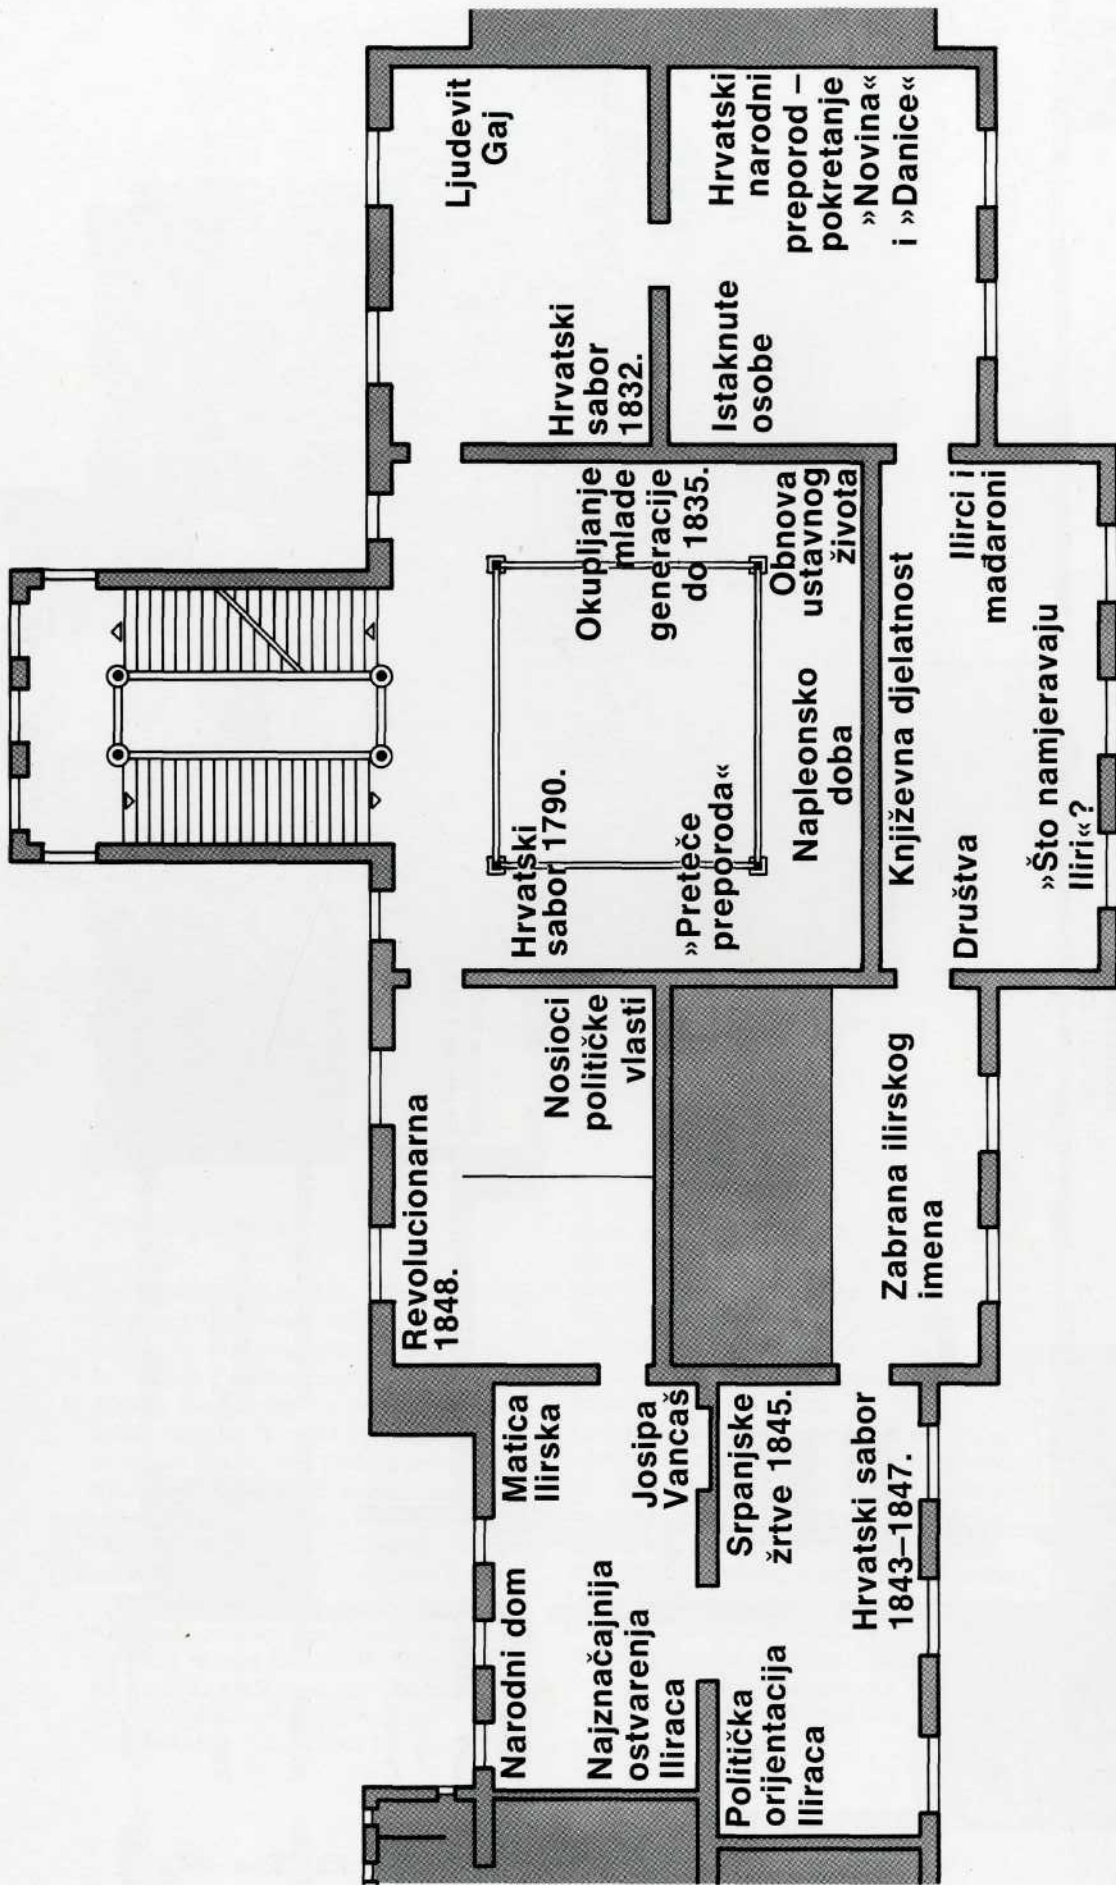 Ljudevit
Gaj
Hrvatski
sabor
1832.
Hrvatski
narodni
preporod –
pokretanje
»Novina«
i »Danice«
Istaknute
osobe
Okupljanje
mlade
generacije
do 1835.
Obnova
ustavnog
života
Napleonsko
doba
Hrvatski
sabor 1790.
»Preteče
preporoda«
Književna djelatnost
Ilirci i
mađaroni
»Što namjeravaju
Iliri«?
Društva
Nosioci
političke
vlasti
Revolucionarna
1848.
Zabrana ilirskog
imena
Matica
Ilirska
Josipa
Vancaš
Narodni dom
Najznačajnija
ostvarenja
Iliraca
Srpanjske
žrtve 1845.
Hrvatski sabor
1843–1847.
Politička
orijentacija
Iliraca